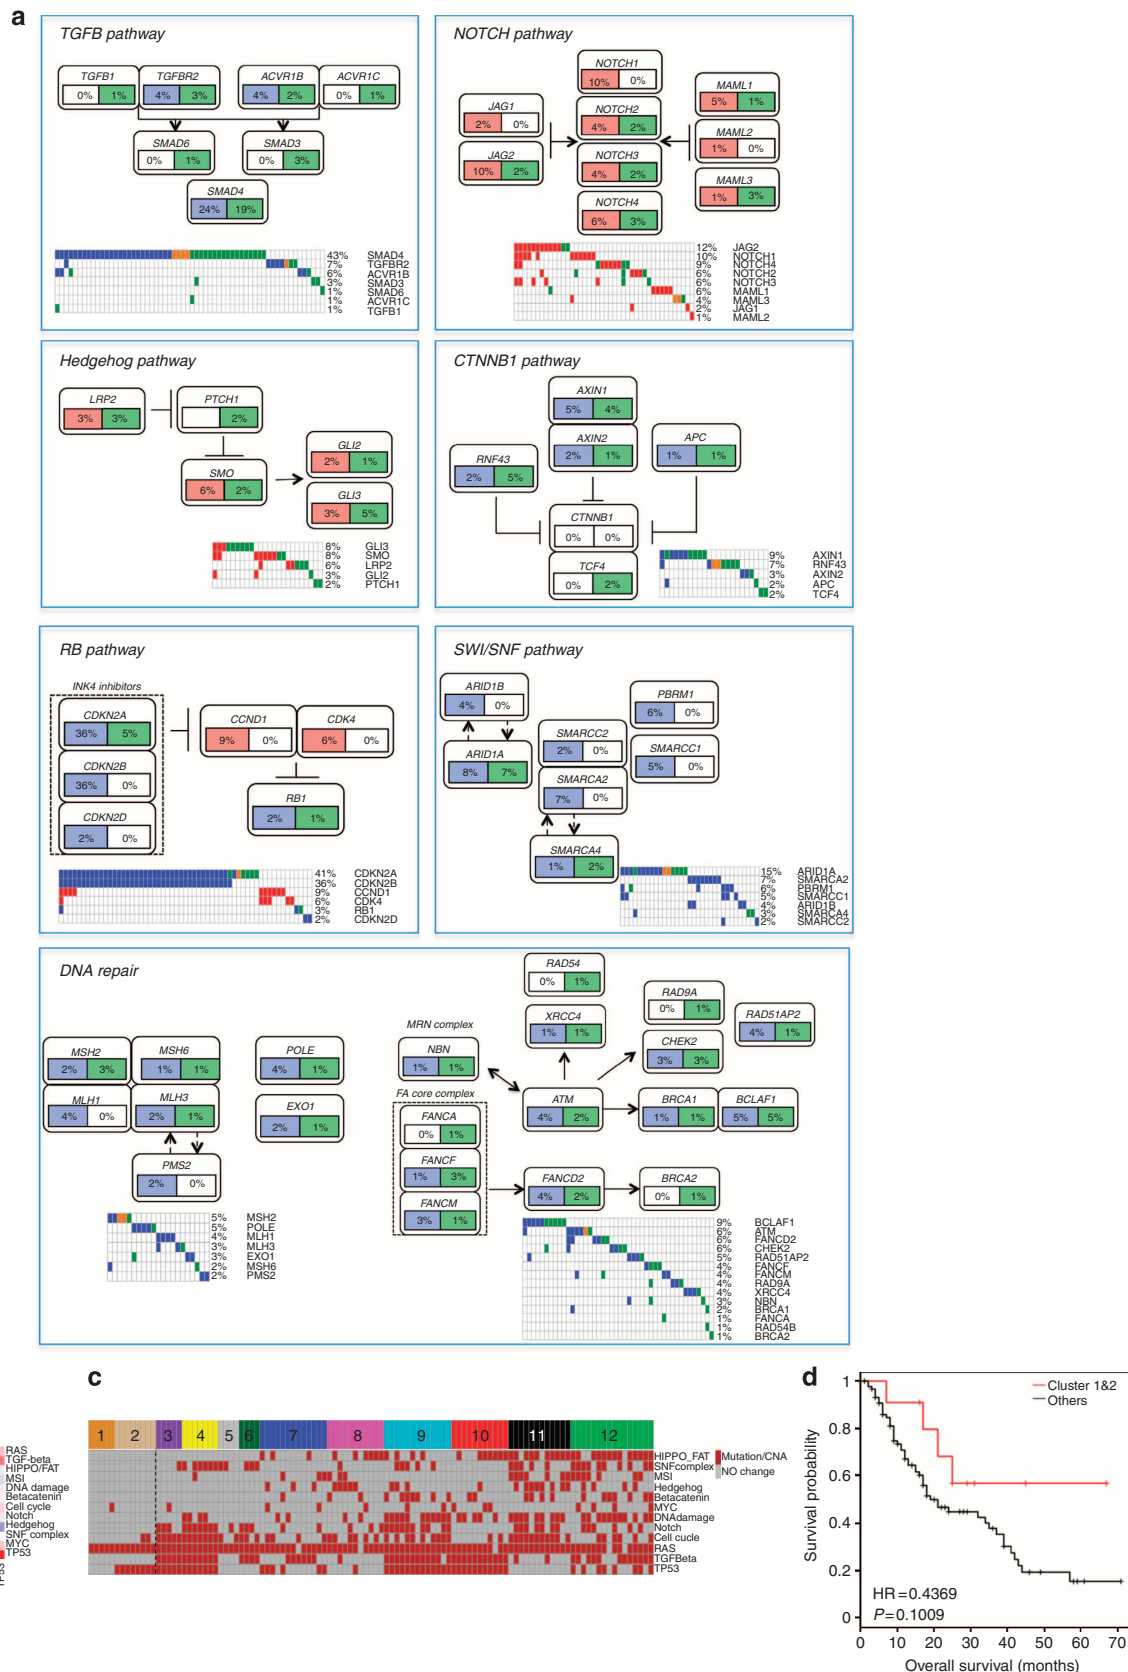 a
TGFB pathway
TGFB1
TGFBR2
ACVR1B
ACVR1C
0% 1%
4% 3%
4% 2%
0% 1%
SMAD6
SMAD3
0% 1%
0% 3%
SMAD4
24% 19%
43% SMAD4
7% TGFBR2
6% ACVR1B
3% SMAD3
1% SMAD6
1% ACVR1C
1% TGFB1
NOTCH pathway
NOTCH1
10% 0%
JAG1
2% 0%
NOTCH2
4% 2%
MAML1
5% 1%
MAML2
1% 0%
JAG2
10% 2%
NOTCH3
4% 2%
MAML3
1% 3%
NOTCH4
6% 3%
12% JAG2
10% NOTCH1
9% NOTCH4
6% NOTCH2
6% NOTCH3
6% MAML1
4% MAML3
2% JAG1
1% MAML2
Hedgehog pathway
LRP2
3% 3%
PTCH1
2%
GLI2
2% 1%
SMO
6% 2%
GLI3
3% 5%
8% GLI3
8% SMO
6% LRP2
3% GLI2
2% PTCH1
CTNNB1 pathway
AXIN1
5% 4%
AXIN2
2% 1%
RNF43
2% 5%
APC
1% 1%
CTNNB1
0% 0%
TCF4
0% 2%
9% AXIN1
7% RNF43
3% AXIN2
2% APC
2% TCF4
RB pathway
INK4 inhibitors
CDKN2A
36% 5%
CDKN2B
36% 0%
CDKN2D
2% 0%
CCND1
9% 0%
CDK4
6% 0%
RB1
2% 1%
41% CDKN2A
36% CDKN2B
9% CCND1
6% CDK4
3% RB1
2% CDKN2D
SWI/SNF pathway
ARID1B
4% 0%
PBRM1
6% 0%
ARID1A
8% 7%
SMARCC2
2% 0%
SMARCC1
5% 0%
SMARCA2
7% 0%
SMARCA4
1% 2%
15% ARID1A
7% SMARCA2
6% PBRM1
5% SMARCC1
4% ARID1B
3% SMARCA4
2% SMARCC2
DNA repair
MSH2
2% 3%
MSH6
1% 1%
POLE
4% 1%
MLH1
4% 0%
MLH3
2% 1%
EXO1
2% 1%
PMS2
2% 0%
5% MSH2
5% POLE
4% MLH1
3% MLH3
3% EXO1
2% MSH6
2% PMS2
RAD54
0% 1%
MRN complex
NBN
1% 1%
XRCC4
1% 1%
RAD9A
0% 1%
RAD51AP2
4% 1%
CHEK2
3% 3%
FA core complex
FANCA
0% 1%
ATM
4% 2%
BRCA1
1% 1%
BCLAF1
5% 5%
FANCF
1% 3%
FANCD2
4% 2%
BRCA2
0% 1%
FANCM
3% 1%
9% BCLAF1
6% ATM
6% FANCD2
6% CHEK2
5% RAD51AP2
4% FANCF
4% FANCM
4% RAD9A
4% XRCC4
3% NBN
2% BRCA1
1% FANCA
1% RAD54B
1% BRCA2
RAS
TGF-beta
HIPPO/FAT
MSI
DNA damage
Betacatenin
Cell cycle
Notch
Hedgehog
SNF complex
MYC
TP53
TP53
c
1 2 3 4 5 6 7 8 9 10 11 12
HIPPO_FAT
SNFcomplex
MSI
Hedgehog
Betacatenin
MYC
DNAdamage
Notch
Cell cucle
RAS
TGFBeta
TP53
Mutation/CNA
NO change
d
Cluster 1&2
Others
Survival probability
1
0.8
0.6
0.4
0.2
0
HR=0.4369
P=0.1009
0 10 20 30 40 50 60 70
Overall survival (months)